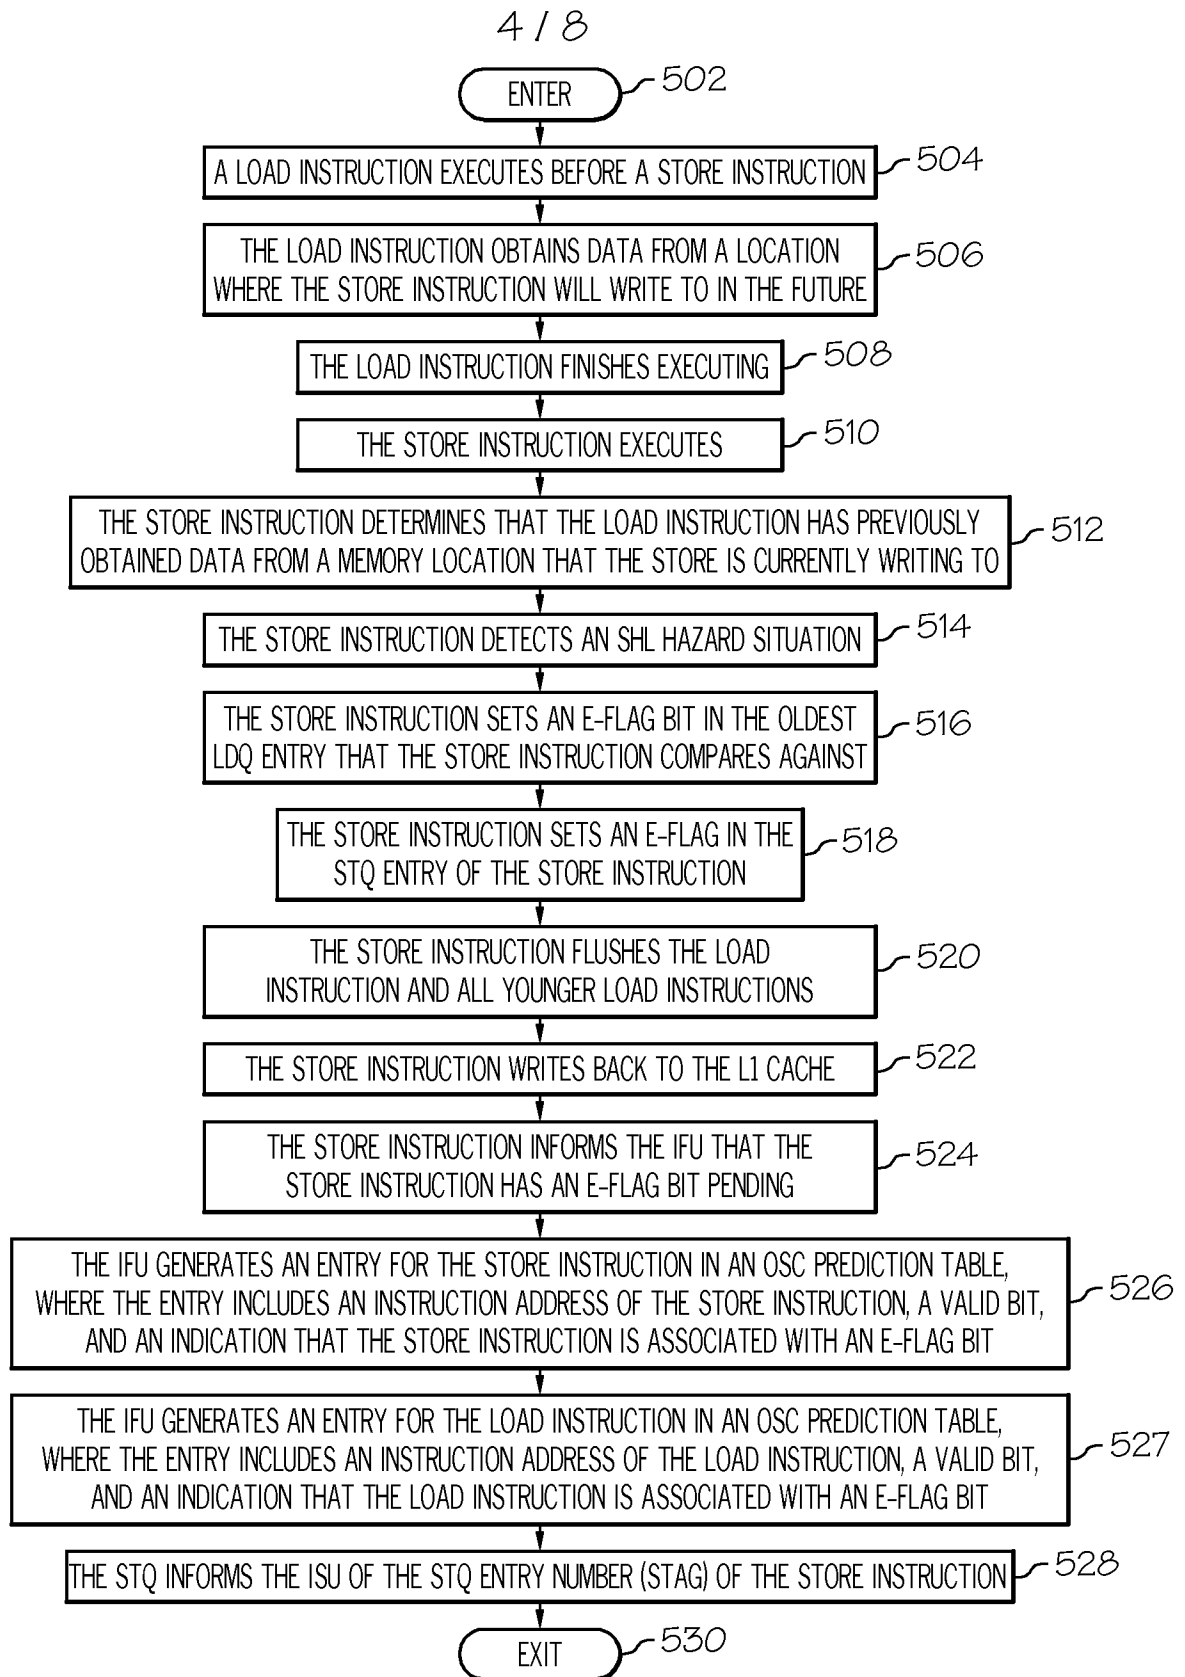 4 / 8
ENTER
502
A LOAD INSTRUCTION EXECUTES BEFORE A STORE INSTRUCTION
504
THE LOAD INSTRUCTION OBTAINS DATA FROM A LOCATION
WHERE THE STORE INSTRUCTION WILL WRITE TO IN THE FUTURE
506
THE LOAD INSTRUCTION FINISHES EXECUTING
508
THE STORE INSTRUCTION EXECUTES
510
THE STORE INSTRUCTION DETERMINES THAT THE LOAD INSTRUCTION HAS PREVIOUSLY
OBTAINED DATA FROM A MEMORY LOCATION THAT THE STORE IS CURRENTLY WRITING TO
512
THE STORE INSTRUCTION DETECTS AN SHL HAZARD SITUATION
514
THE STORE INSTRUCTION SETS AN E-FLAG BIT IN THE OLDEST
LDQ ENTRY THAT THE STORE INSTRUCTION COMPARES AGAINST
516
THE STORE INSTRUCTION SETS AN E-FLAG IN THE
STQ ENTRY OF THE STORE INSTRUCTION
518
THE STORE INSTRUCTION FLUSHES THE LOAD
INSTRUCTION AND ALL YOUNGER LOAD INSTRUCTIONS
520
THE STORE INSTRUCTION WRITES BACK TO THE L1 CACHE
522
THE STORE INSTRUCTION INFORMS THE IFU THAT THE
STORE INSTRUCTION HAS AN E-FLAG BIT PENDING
524
THE IFU GENERATES AN ENTRY FOR THE STORE INSTRUCTION IN AN OSC PREDICTION TABLE,
WHERE THE ENTRY INCLUDES AN INSTRUCTION ADDRESS OF THE STORE INSTRUCTION, A VALID BIT,
AND AN INDICATION THAT THE STORE INSTRUCTION IS ASSOCIATED WITH AN E-FLAG BIT
526
THE IFU GENERATES AN ENTRY FOR THE LOAD INSTRUCTION IN AN OSC PREDICTION TABLE,
WHERE THE ENTRY INCLUDES AN INSTRUCTION ADDRESS OF THE LOAD INSTRUCTION, A VALID BIT,
AND AN INDICATION THAT THE LOAD INSTRUCTION IS ASSOCIATED WITH AN E-FLAG BIT
527
THE STQ INFORMS THE ISU OF THE STQ ENTRY NUMBER (STAG) OF THE STORE INSTRUCTION
528
EXIT
530